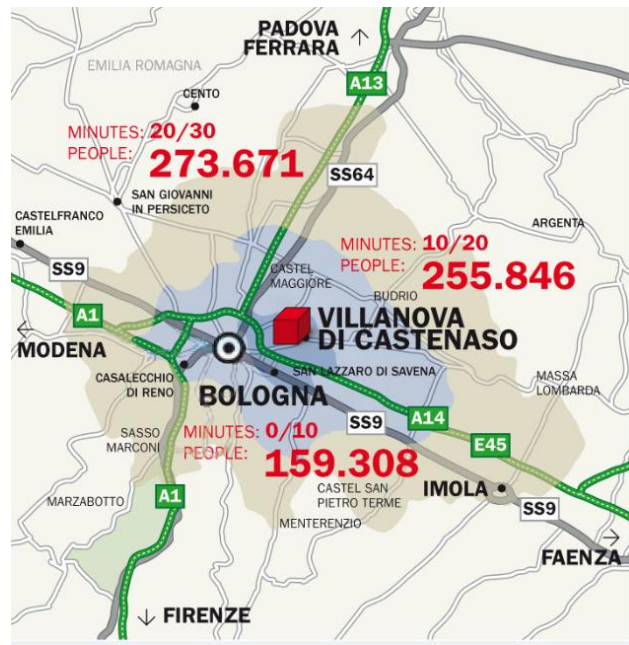 PADOVA
FERRARA
EMILIA ROMAGNA
A13
CENTO
MINUTES: 20/30
PEOPLE: 273.671
SS64
SAN GIOVANNI
IN PERSICETO
CASTELFRANCO
EMILIA
ARGENTA
SS9
MINUTES: 10/20
PEOPLE: 255.846
CASTEL
MAGGIORE
BUDRIO
A1
VILLANOVA
DI CASTENASO
MODENA
CASALECCHIO
DI RENO
SAN LAZZARO DI SAVENA
BOLOGNA
MASSA
LOMBARDA
A14
SS9
MINUTES: 0/10
PEOPLE: 159.308
SASSO
MARCONI
E45
MARZABOTTO
A1
CASTEL SAN
PIETRO TERME
IMOLA
SS9
MENTERENZIO
FAENZA
FIRENZE